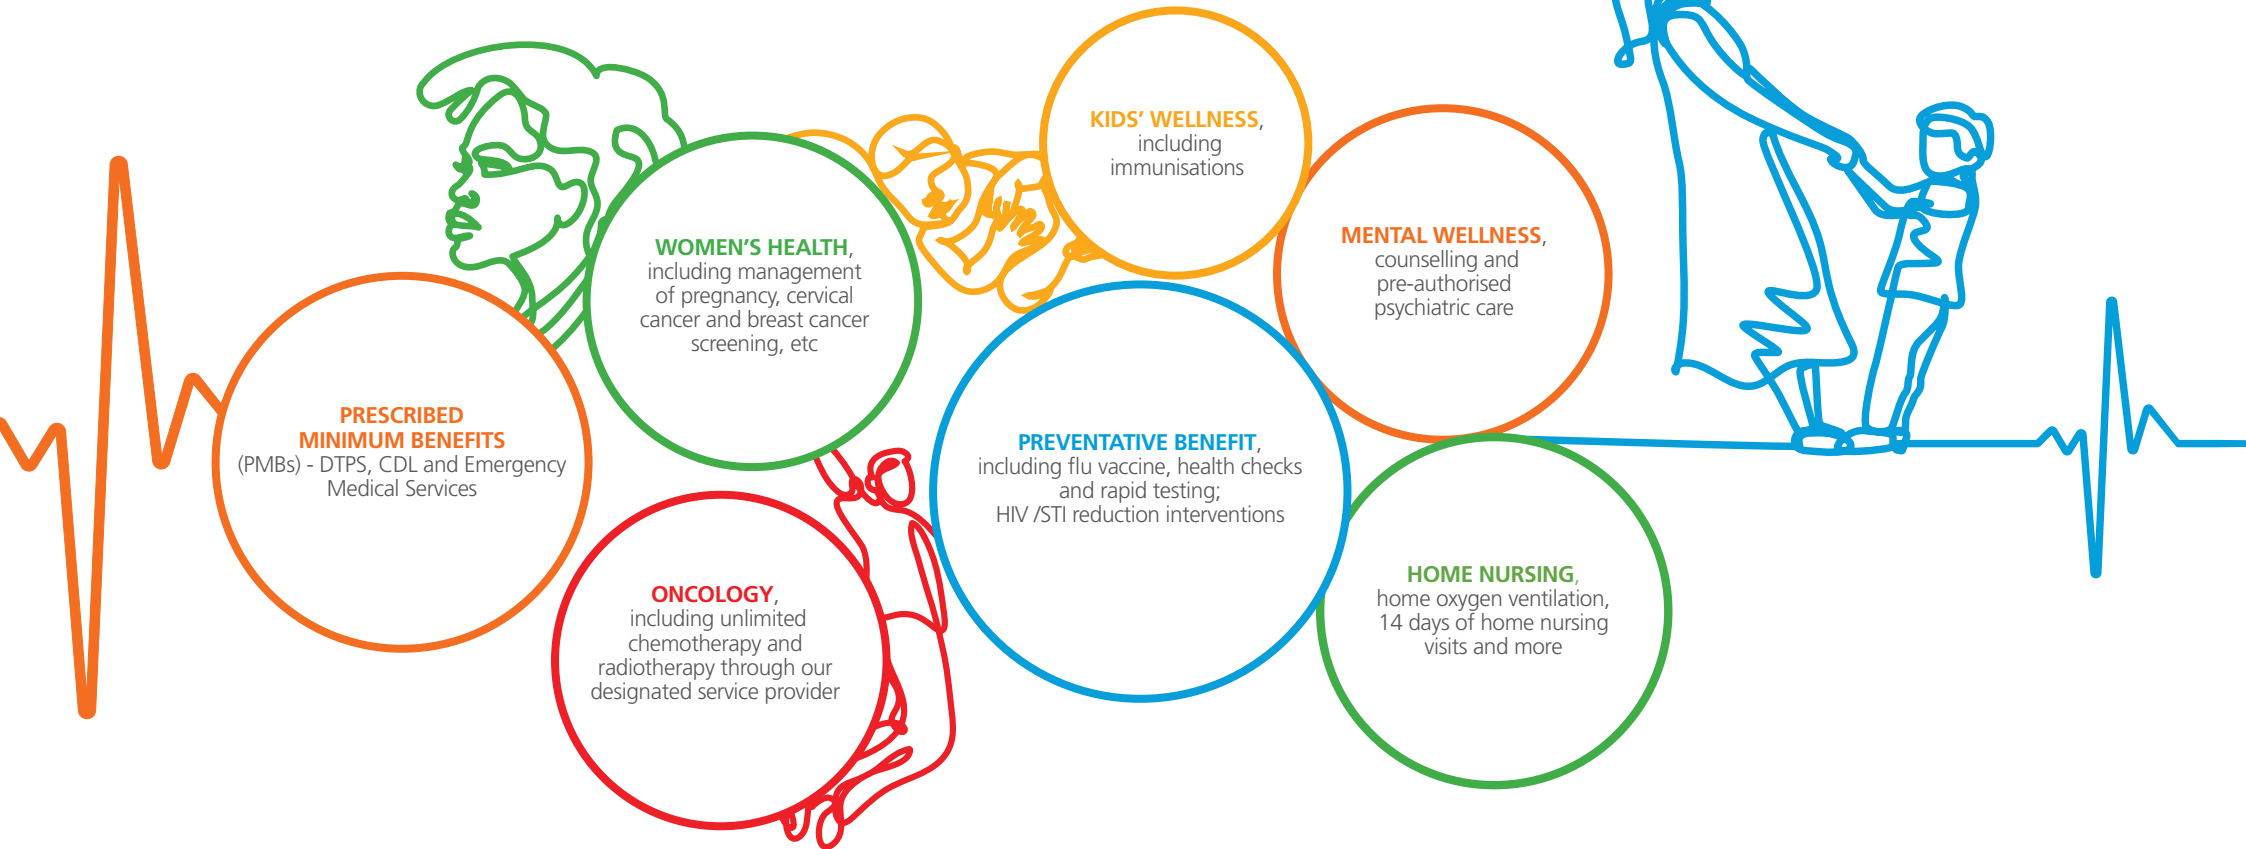 PRESCRIBED
MINIMUM BENEFITS
(PMBs) - DTPS, CDL and Emergency
Medical Services
WOMEN’S HEALTH,
including management
of pregnancy, cervical
cancer and breast cancer
screening, etc
ONCOLOGY,
including unlimited
chemotherapy and
radiotherapy through our
designated service provider
KIDS’ WELLNESS,
including
immunisations
PREVENTATIVE BENEFIT,
including flu vaccine, health checks
and rapid testing;
HIV /STI reduction interventions
MENTAL WELLNESS,
counselling and
pre-authorised
psychiatric care
HOME NURSING,
home oxygen ventilation,
14 days of home nursing
visits and more